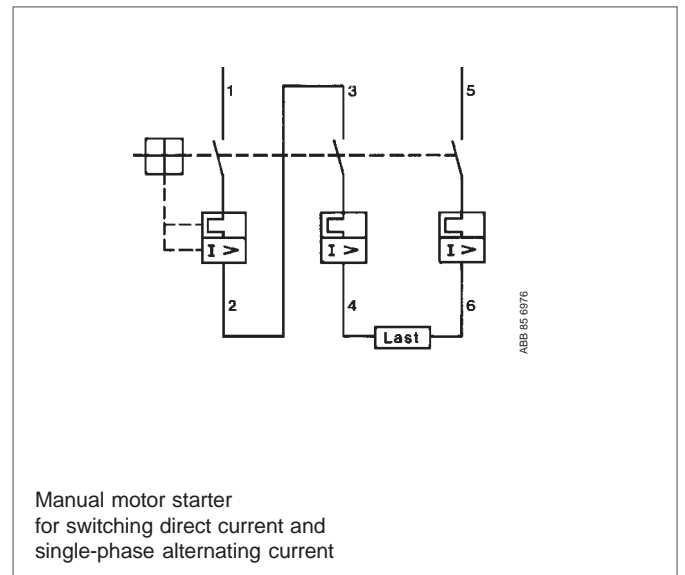 1
3
5
I >
I >
I >
2
4
6
Last
ABB 85 6976
Manual motor starter
for switching direct current and
single-phase alternating current